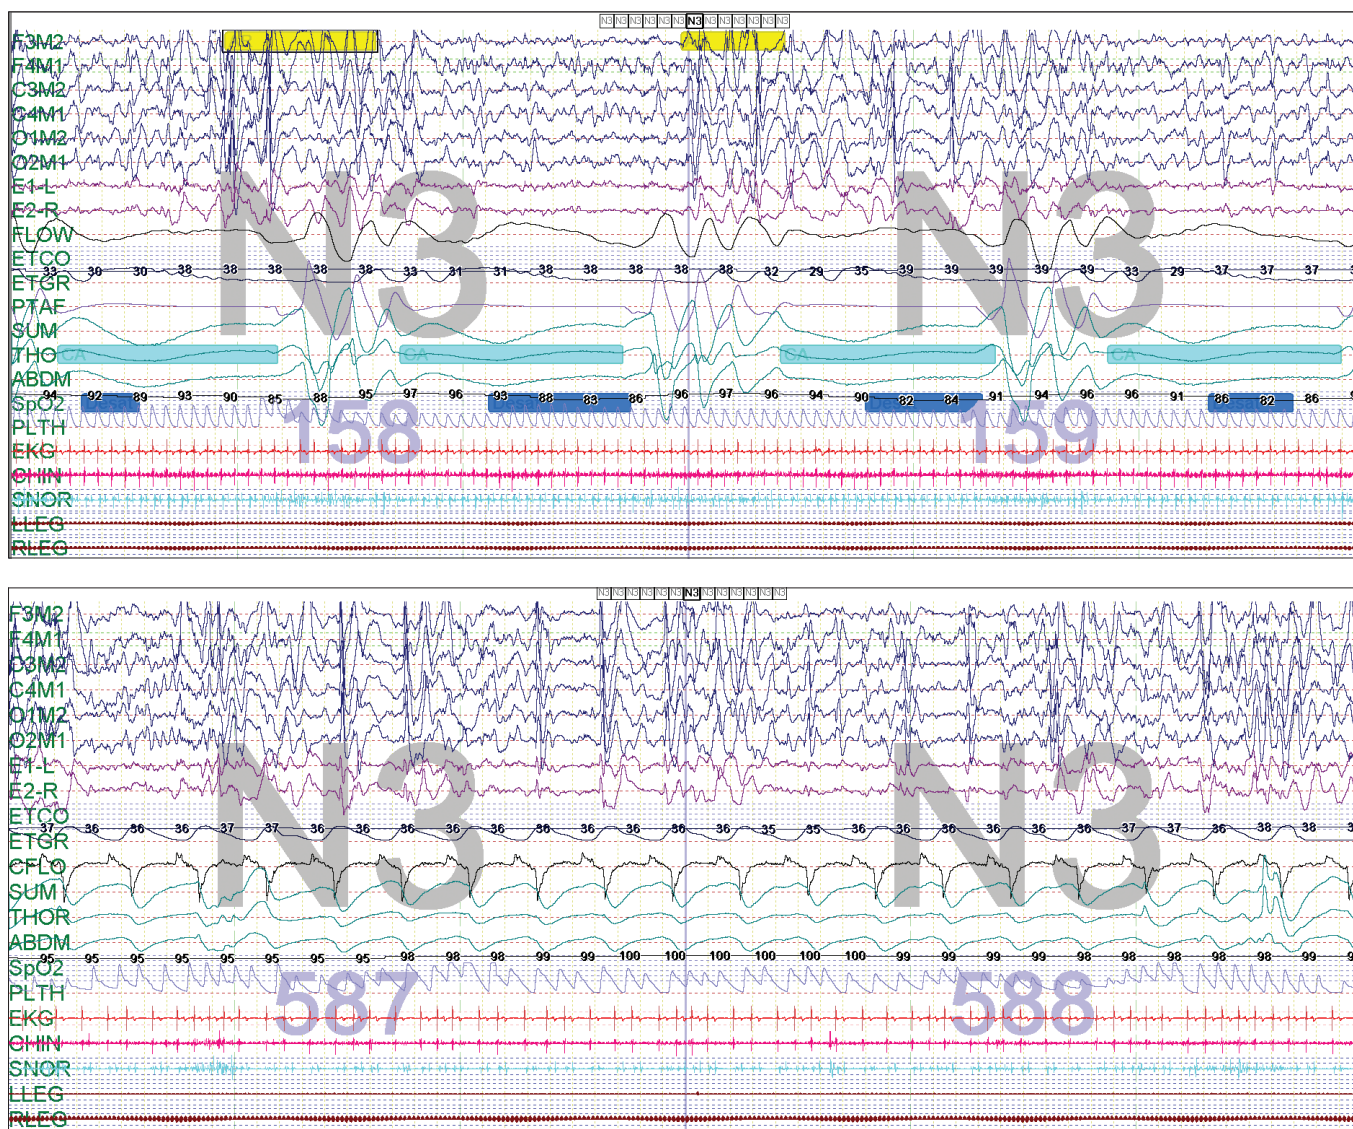 N3 N3 N3 N3 N3 N3 N3 N3 N3 N3 N3 N3 N3
F3M2
F4M1
C3M2
C4M1
O1M2
O2M1
E1-L
E2-R
N3 N3
FLOW
ETCO
33 30 30 38 38 38 38 38 33 31 31 38 38 38 38 38 32 29 35 39 39 39 39 39 33 29 37 37 37
ETGR
PTAF
SUM
THO CA CA CA CA
ABDM
94 92 89 93 90 85 88 95 97 96 93 88 83 86 96 97 96 94 90 82 84 91 94 96 96 91 86 82 86
SpO2
158 159
PLTH
EKG
CHIN
SNOR
LLEG
RLEG
N3 N3 N3 N3 N3 N3 N3 N3 N3 N3 N3 N3 N3
F3M2
F4M1
C3M2
C4M1
O1M2
O2M1
E1-L
E2-R
N3 N3
ETCO
37 36 36 36 37 37 36 36 36 36 36 36 36 36 36 36 35 35 36 36 36 36 36 37 37 36 38 38
ETGR
CFLO
SUM
THOR
ABDM
95 95 95 95 95 95 95 95 98 98 98 99 99 100 100 100 100 100 100 99 99 99 99 98 98 98 98 98 99
SpO2
587 588
PLTH
EKG
CHIN
SNOR
LLEG
RLEG